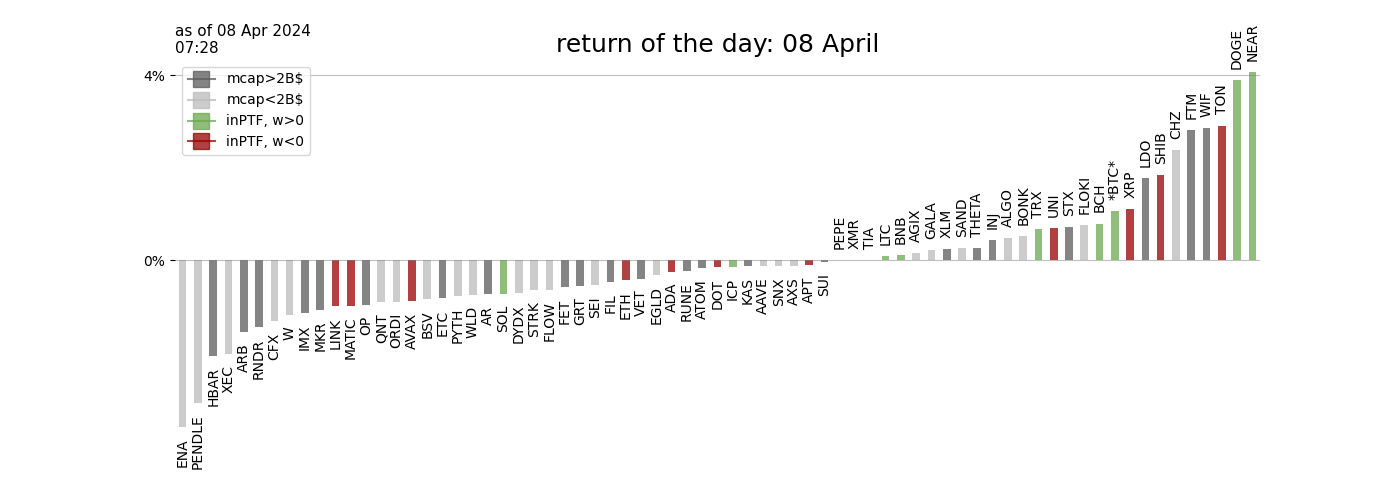 as of 08 Apr 2024
07:28
return of the day: 08 April
mcap>2B$
mcap<2B$
inPTF, w>0
inPTF, w<0
4%
0%
ENA
PENDLE
HBAR
XEC
ARB
RNDR
CFX
W
IMX
MKR
LINK
MATIC
OP
QNT
ORDI
AVAX
BSV
ETC
PYTH
WLD
AR
SOL
DYDX
STRK
FLOW
FET
GRT
SEI
FIL
ETH
VET
EGLD
ADA
RUNE
ATOM
DOT
ICP
KAS
AAVE
SNX
AXS
APT
SUI
PEPE
XMR
TIA
LTC
BNB
AGIX
GALA
XLM
SAND
THETA
INJ
ALGO
BONK
TRX
UNI
STX
FLOKI
BCH
*BTC*
XRP
LDO
SHIB
CHZ
FTM
WIF
TON
DOGE
NEAR